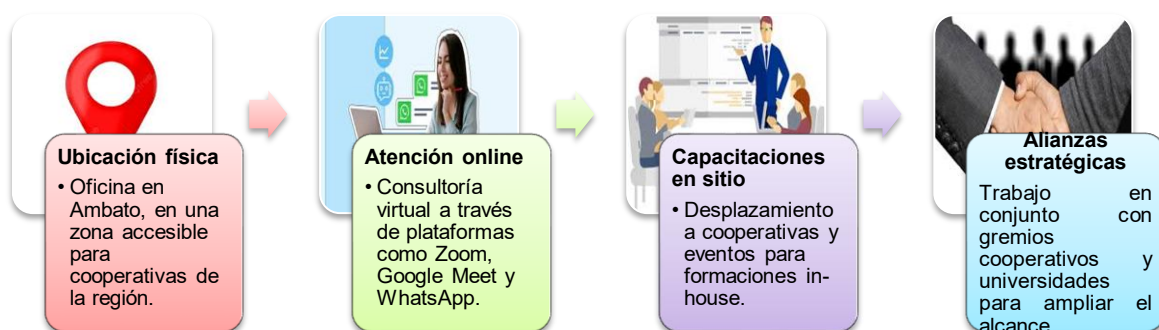 Ubicación física
• Oficina en
Ambato, en una
zona accesible
para
cooperativas de
la región.
Atención online
• Consultoría
virtual a través
de plataformas
como Zoom,
Google Meet y
WhatsApp.
Capacitaciones
en sitio
• Desplazamiento
a cooperativas y
eventos para
formaciones in-
house.
Alianzas
estratégicas
Trabajo en
conjunto con
gremios
cooperativos y
universidades
para ampliar el
alcance